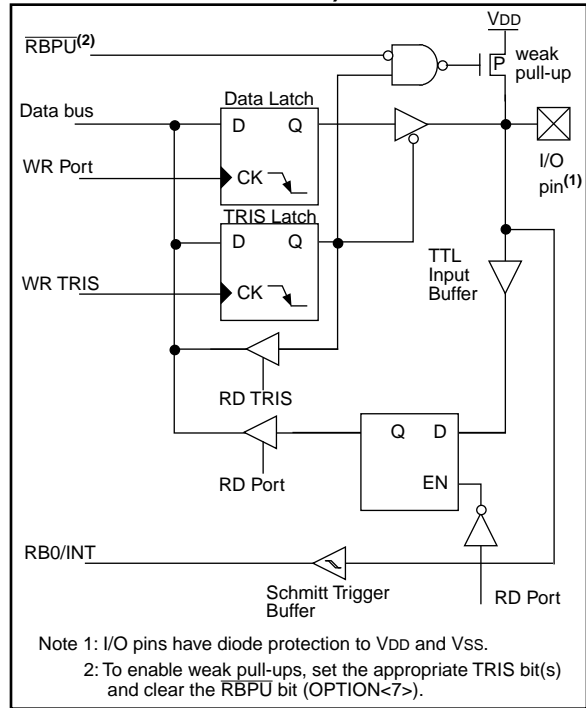 VDD
RBPU(2)
P
weak
pull-up
Data bus
Data Latch
D Q
WR Port
CK
I/O
pin(1)
TRIS Latch
D Q
TTL
Input
Buffer
WR TRIS
CK
RD TRIS
Q D
RD Port
EN
RB0/INT
Schmitt Trigger
Buffer
RD Port
Note 1: I/O pins have diode protection to VDD and VSS.
2: To enable weak pull-ups, set the appropriate TRIS bit(s)
and clear the RBPU bit (OPTION<7>).